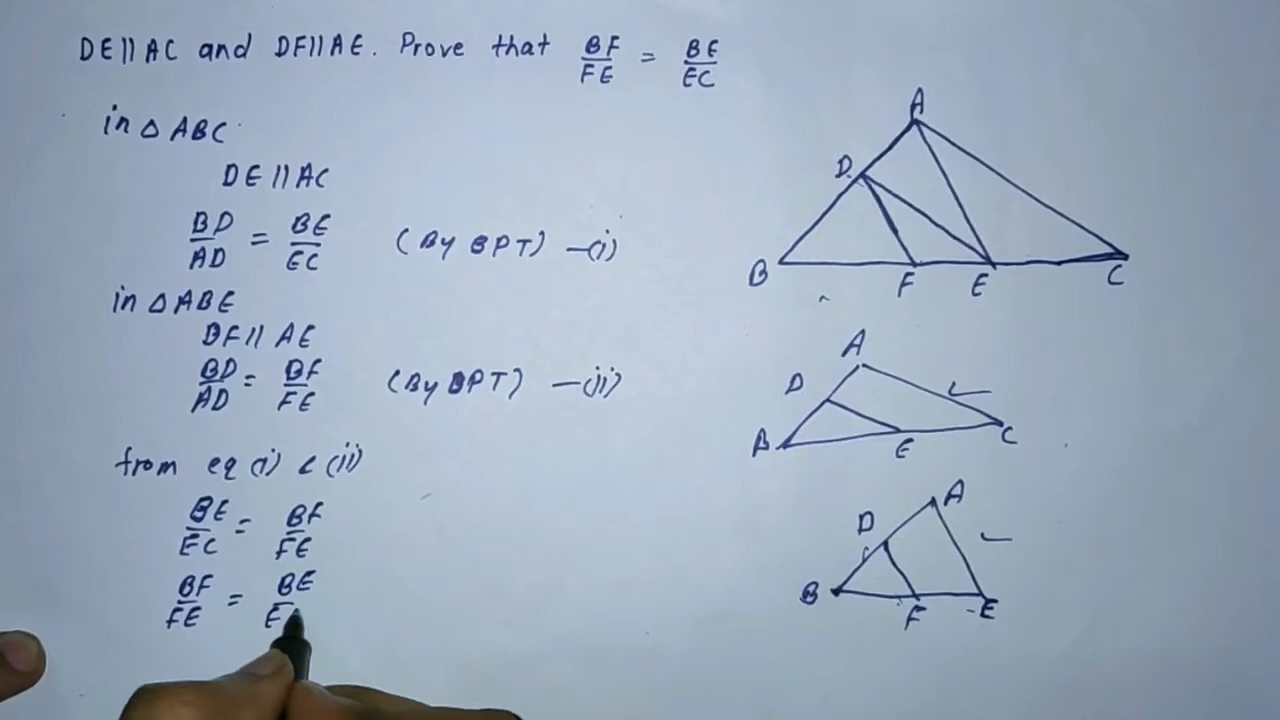 DE||AC and DF||AE. Prove that BF/FE = BE/EC
in △ABC
DE||AC
BD/AD = BE/EC (By BPT) —(i)
in △ABE
DF|| AE
BD/AD = BF/FE (By BPT) —(ii)
from eq (i) & (ii)
BE/EC = BF/FE
BF/FE = BE/E
A
D
B F E C
A
D
B E C
A
D
B F E